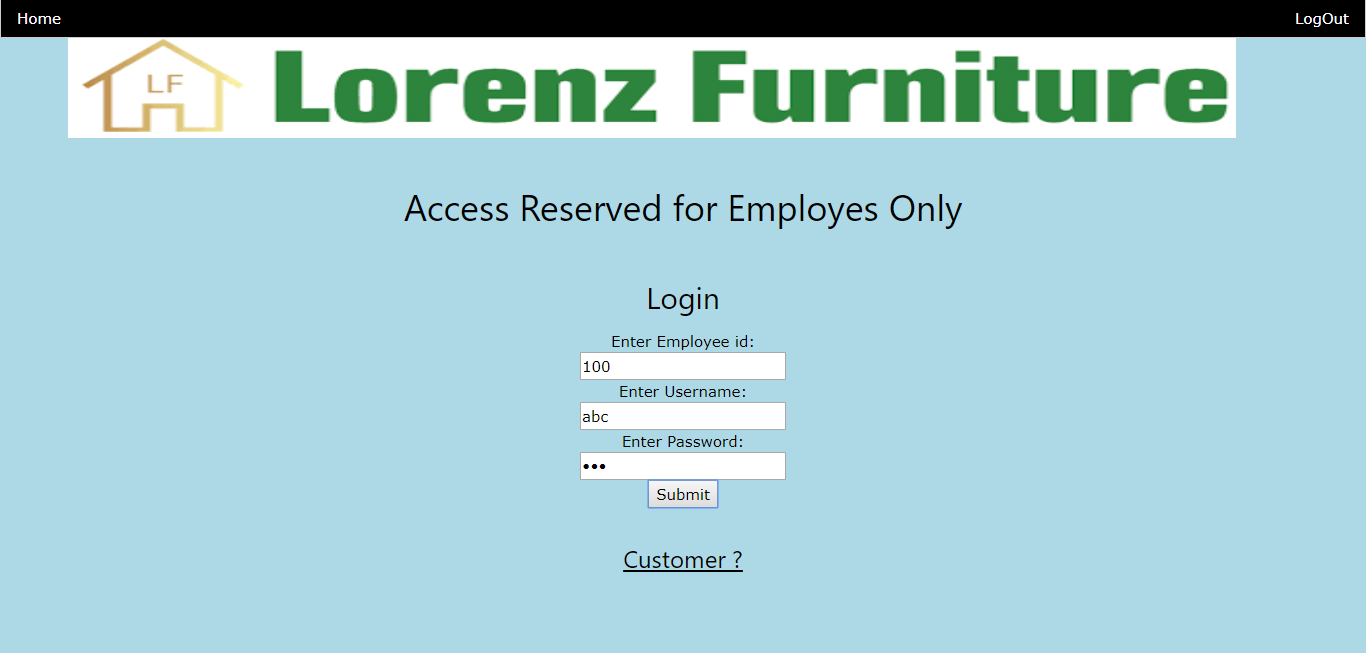 Home LogOut
LF Lorenz Furniture
Access Reserved for Employes Only
Login
Enter Employee id:
100
Enter Username:
abc
Enter Password:
•••
Submit
Customer ?